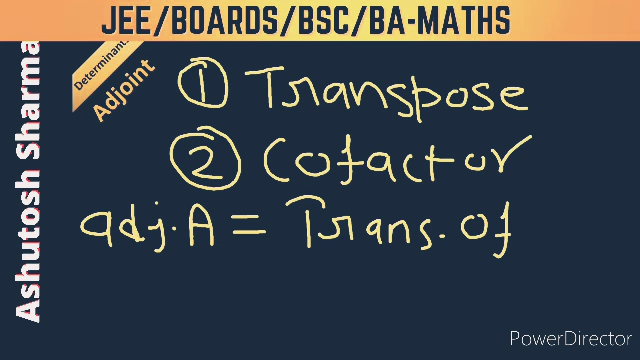 JEE/BOARDS/BSC/BA-MATHS
Ashutosh Sharma
Determinant
Adjoint
① Transpose
② Cofactor
adj.A = Trans. of
PowerDirector